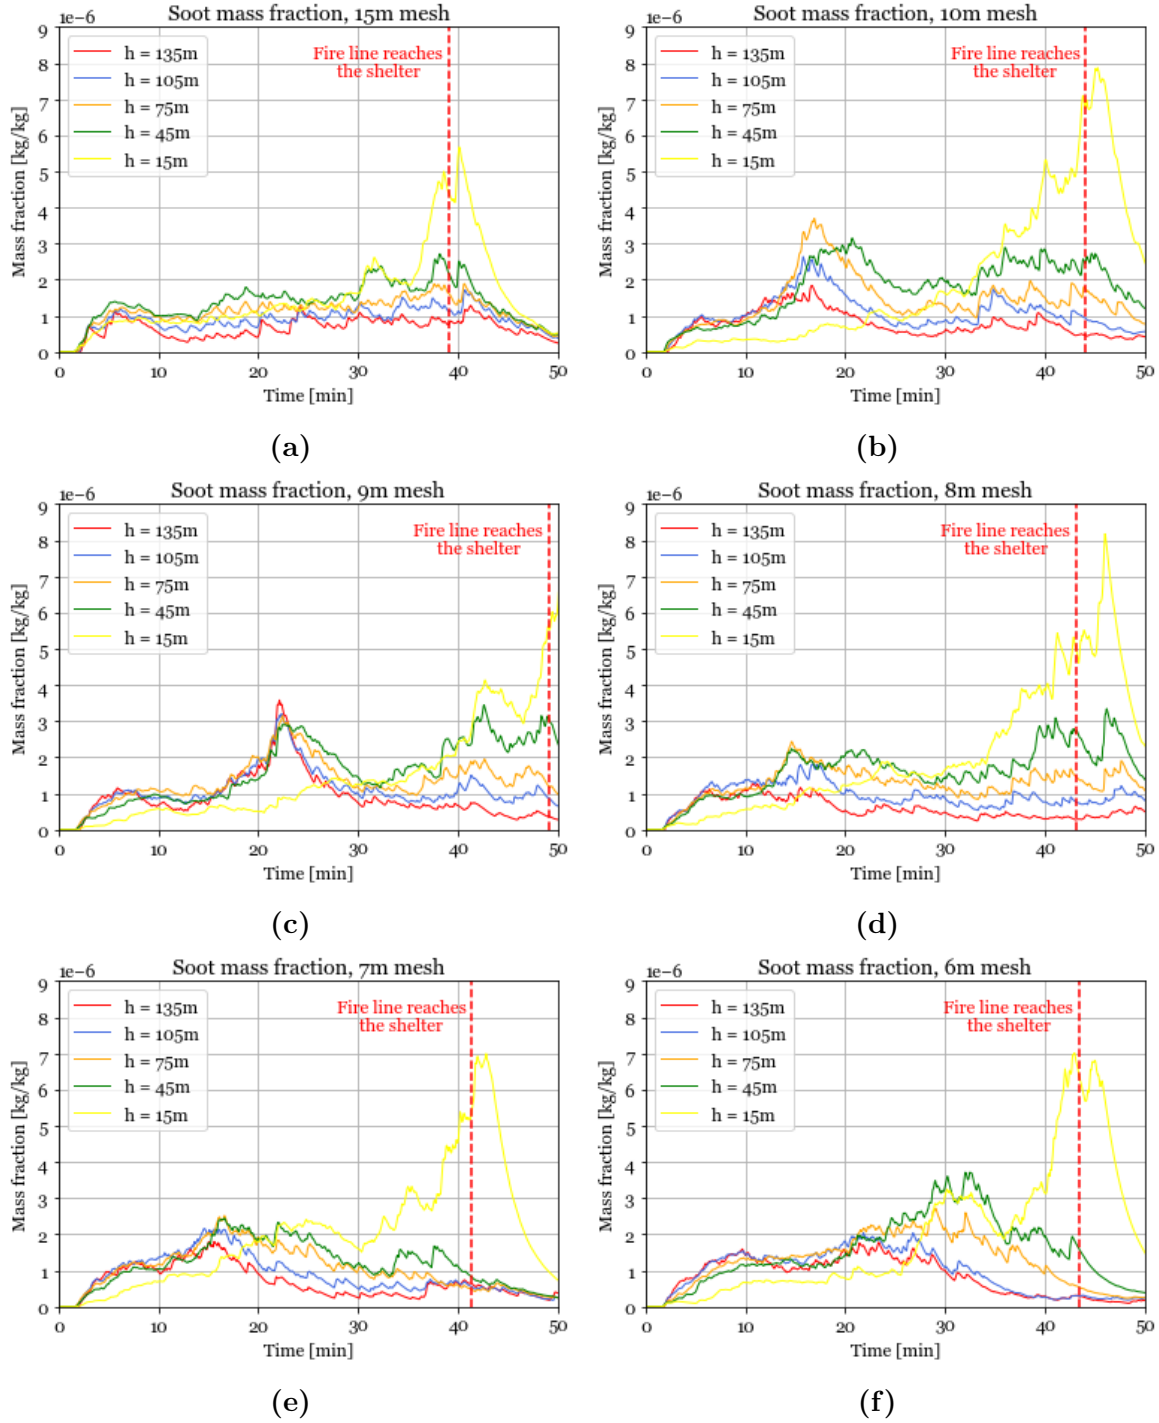 Soot mass fraction, 15m mesh
1e−6
9
8
7
6
5
4
3
2
1
0
Mass fraction [kg/kg]
h = 135m
h = 105m
h = 75m
h = 45m
h = 15m
Fire line reaches
the shelter
0 10 20 30 40 50
Time [min]
(a)
Soot mass fraction, 10m mesh
1e−6
9
8
7
6
5
4
3
2
1
0
Mass fraction [kg/kg]
h = 135m
h = 105m
h = 75m
h = 45m
h = 15m
Fire line reaches
the shelter
0 10 20 30 40 50
Time [min]
(b)
Soot mass fraction, 9m mesh
1e−6
9
8
7
6
5
4
3
2
1
0
Mass fraction [kg/kg]
h = 135m
h = 105m
h = 75m
h = 45m
h = 15m
Fire line reaches
the shelter
0 10 20 30 40 50
Time [min]
(c)
Soot mass fraction, 8m mesh
1e−6
9
8
7
6
5
4
3
2
1
0
Mass fraction [kg/kg]
h = 135m
h = 105m
h = 75m
h = 45m
h = 15m
Fire line reaches
the shelter
0 10 20 30 40 50
Time [min]
(d)
Soot mass fraction, 7m mesh
1e−6
9
8
7
6
5
4
3
2
1
0
Mass fraction [kg/kg]
h = 135m
h = 105m
h = 75m
h = 45m
h = 15m
Fire line reaches
the shelter
0 10 20 30 40 50
Time [min]
(e)
Soot mass fraction, 6m mesh
1e−6
9
8
7
6
5
4
3
2
1
0
Mass fraction [kg/kg]
h = 135m
h = 105m
h = 75m
h = 45m
h = 15m
Fire line reaches
the shelter
0 10 20 30 40 50
Time [min]
(f)